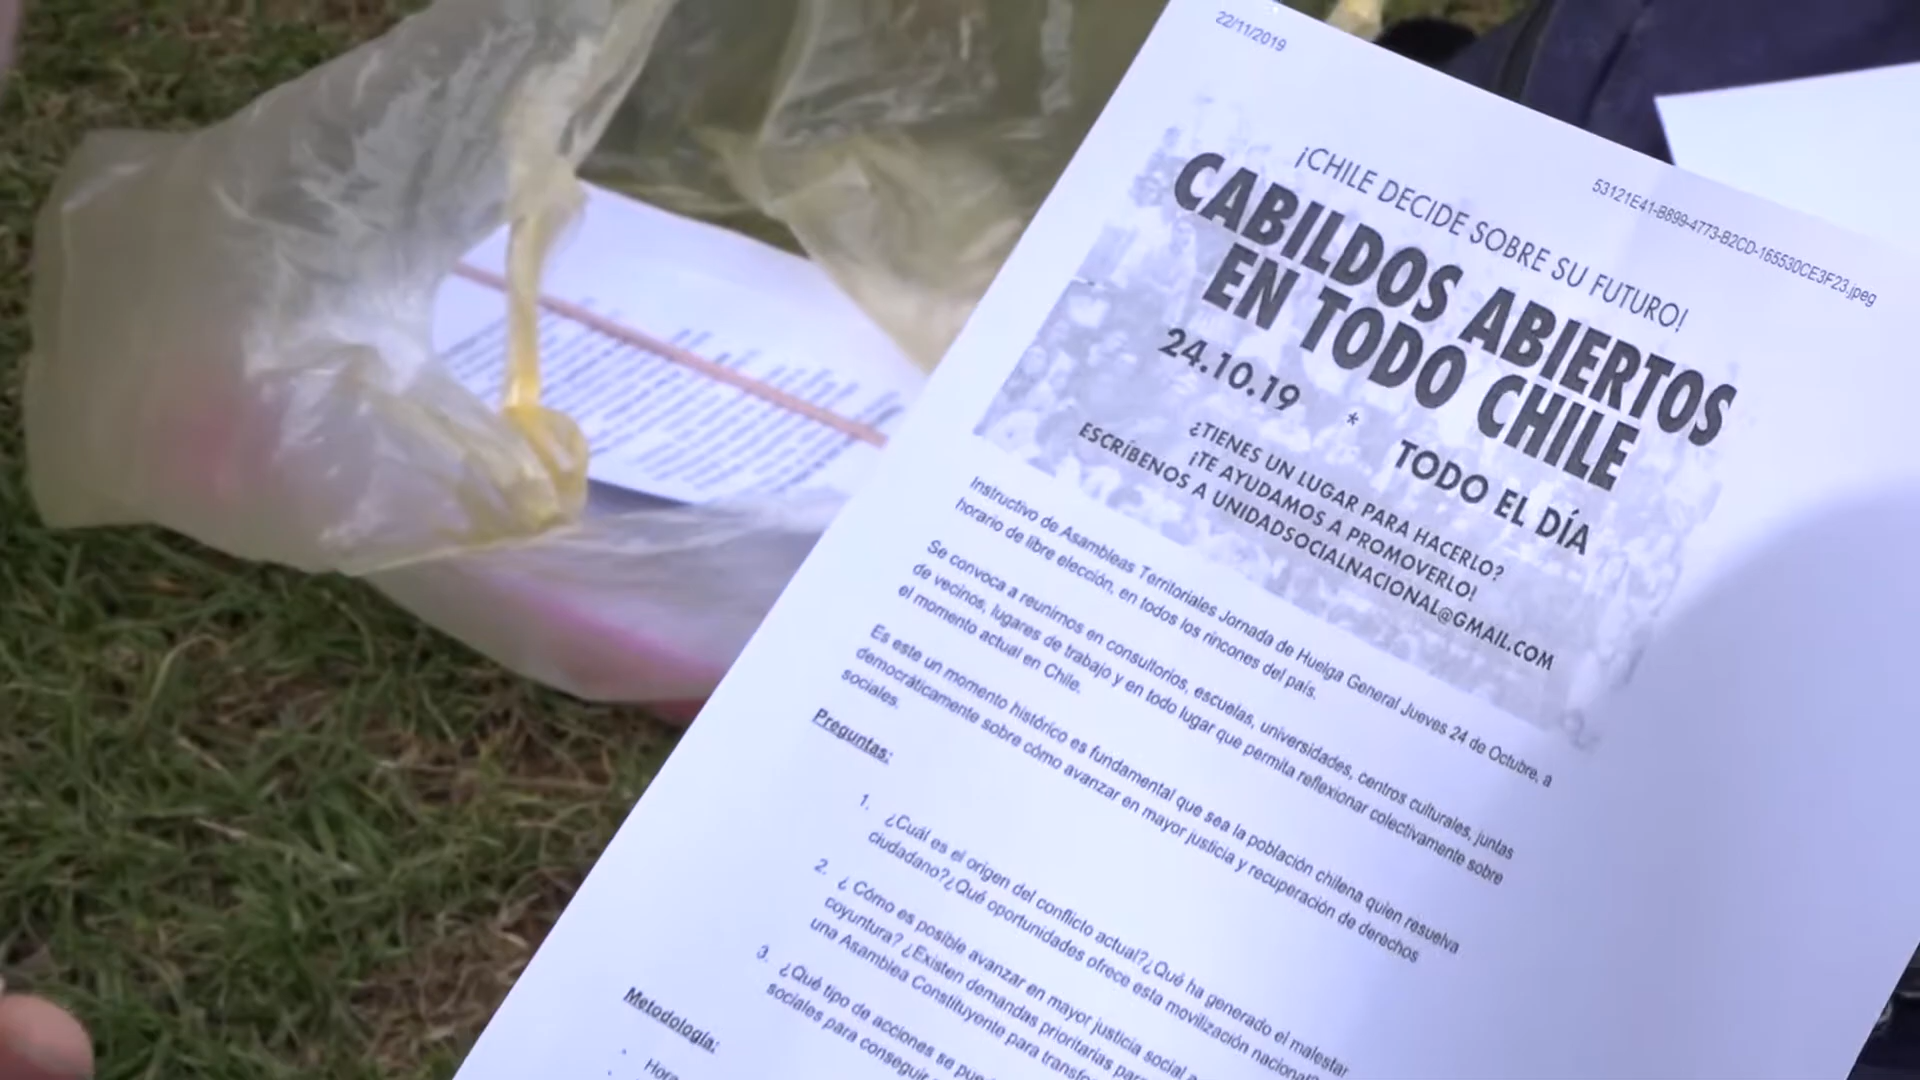 22/11/2019
53121E41-B899-4773-B2CD-165530CE3F23.jpeg
¡CHILE DECIDE SOBRE SU FUTURO!
CABILDOS ABIERTOS
EN TODO CHILE
24.10.19 * TODO EL DÍA
¿TIENES UN LUGAR PARA HACERLO?
¡TE AYUDAMOS A PROMOVERLO!
ESCRÍBENOS A UNIDADSOCIALNACIONAL@GMAIL.COM
Instructivo de Asambleas Territoriales Jornada de Huelga General Jueves 24 de Octubre, a
horario de libre elección, en todos los rincones del país.
Se convoca a reunirnos en consultorios, escuelas, universidades, centros culturales, juntas
de vecinos, lugares de trabajo y en todo lugar que permita reflexionar colectivamente sobre
el momento actual en Chile.
Es este un momento histórico es fundamental que sea la población chilena quien resuelva
democráticamente sobre cómo avanzar en mayor justicia y recuperación de derechos
sociales.
Preguntas:
1. ¿Cuál es el origen del conflicto actual?¿Qué ha generado el malestar
ciudadano?¿Qué oportunidades ofrece esta movilización nacional?
2. ¿ Cómo es posible avanzar en mayor justicia social
coyuntura? ¿Existen demandas prioritarias
una Asamblea Constituyente para
3. ¿Qué tipo de acciones se
sociales para conseguir
Metodología: